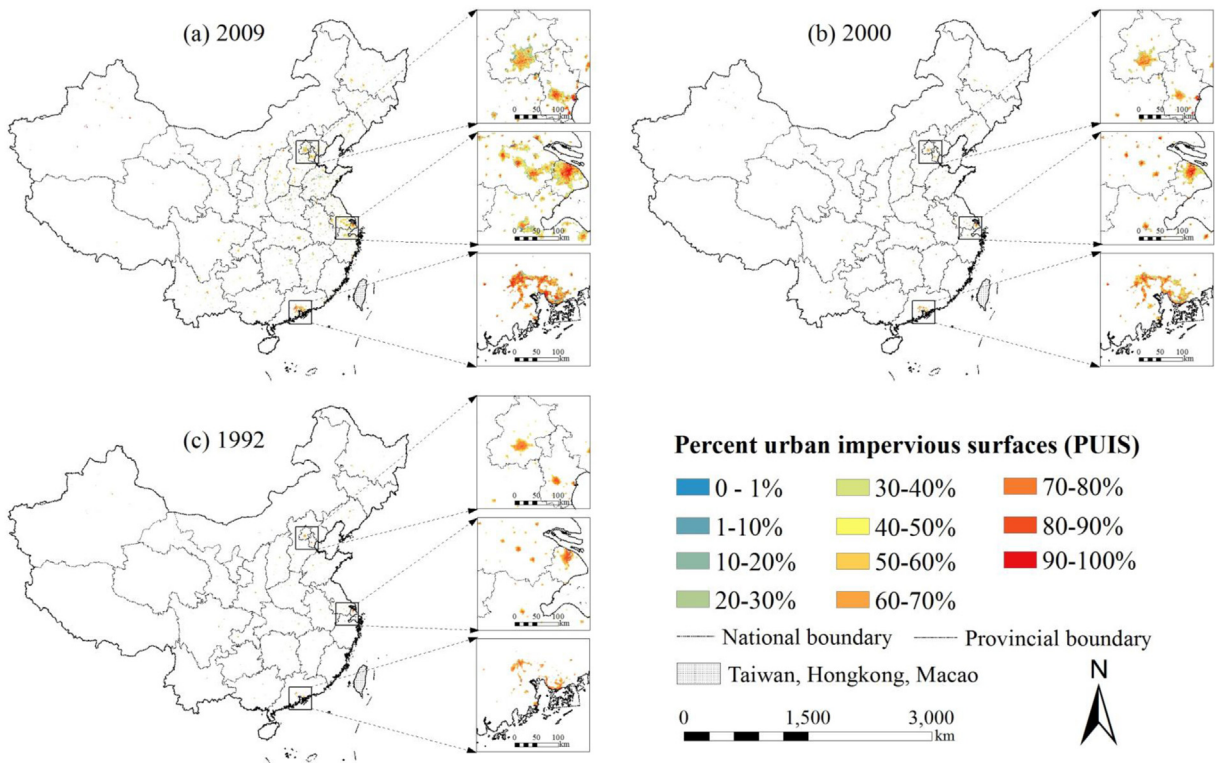 (a) 2009
0 50 100
km
0 50 100
km
0 50 100
km
(b) 2000
0 50 100
km
0 50 100
km
0 50 100
km
(c) 1992
0 50 100
km
0 50 100
km
0 50 100
km
Percent urban impervious surfaces (PUIS)
0 - 1% 30-40% 70-80%
1-10% 40-50% 80-90%
10-20% 50-60% 90-100%
20-30% 60-70%
National boundary Provincial boundary
Taiwan, Hongkong, Macao
N
0 1,500 3,000
km